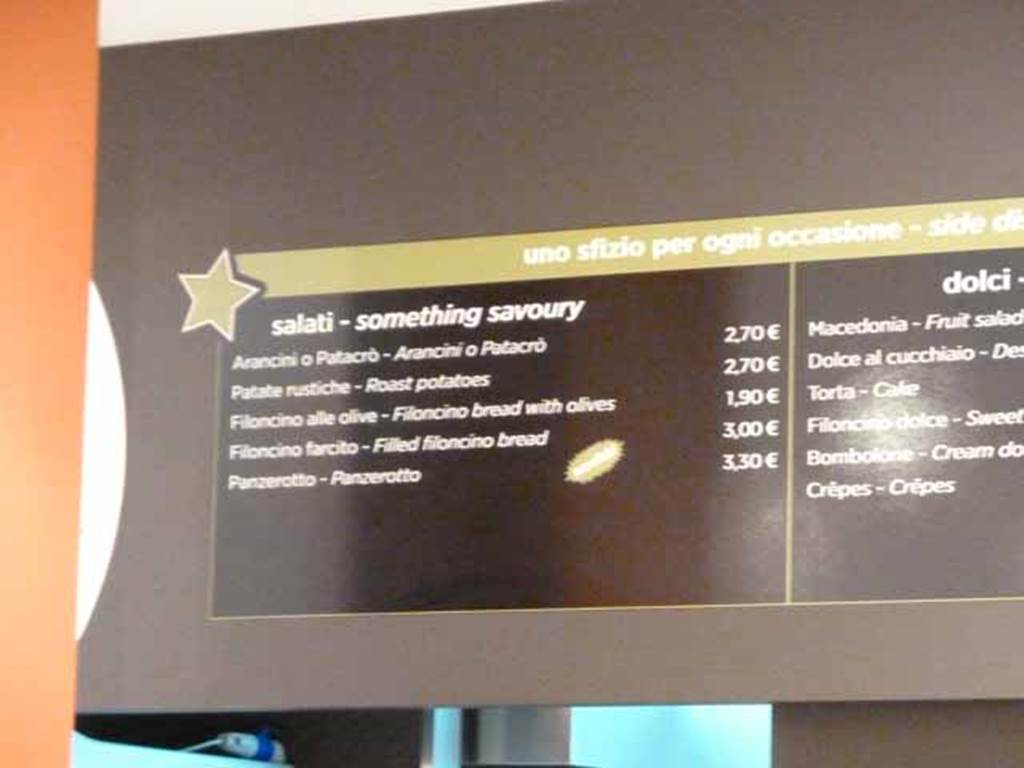 uno sfizio per ogni occasione - side
salati - something savoury
Arancini o Patacrò - Arancini o Patacrò 2,70 €
Patate rustiche - Roast potatoes 2,70 €
Filoncino alle olive - Filoncino bread with olives 1,90 €
Filoncino farcito - Filled filoncino bread 3,00 €
Panzerotto - Panzerotto 3,30 €
dolci -
Macedonia - Fruit salad
Dolce al cucchiaio - Des
Torta - Cake
Filoncino dolce - Sweet
Bombolone - Cream do
Crêpes - Crêpes